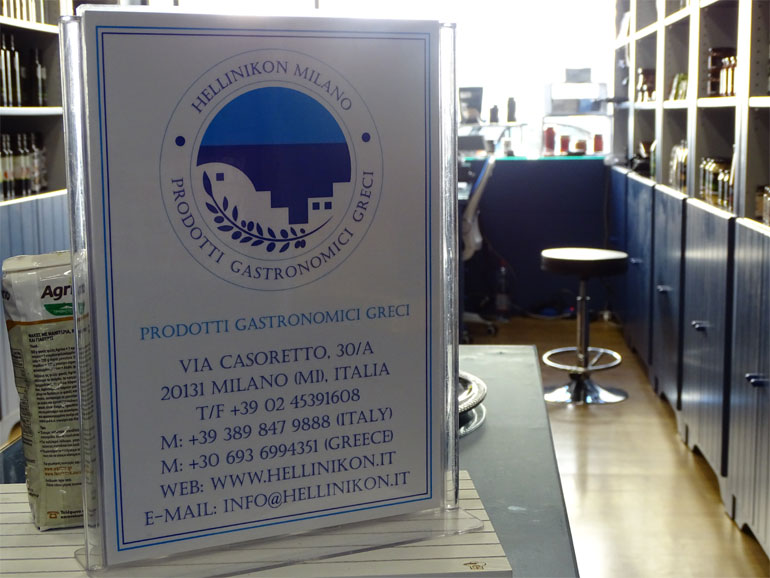 HELLINIKON MILANO
PRODOTTI GASTRONOMICI GRECI
PRODOTTI GASTRONOMICI GRECI
VIA CASORETTO, 30/A
20131 MILANO (MI), ITALIA
T/F +39 02 45391608
M: +39 389 847 9888 (ITALY)
M: +30 693 6994351 (GREECE)
WEB: WWW.HELLINIKON.IT
E-MAIL: INFO@HELLINIKON.IT
Agrino